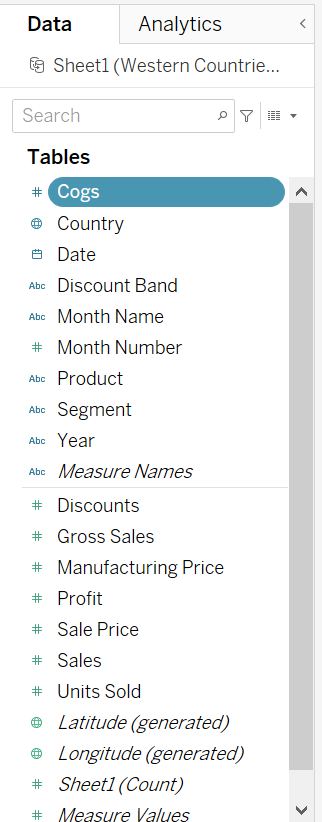 Data Analytics <
Sheet1 (Western Countrie...
Search
Tables
# Cogs
Country
Date
Abc Discount Band
Abc Month Name
# Month Number
Abc Product
Abc Segment
Abc Year
Abc Measure Names
# Discounts
# Gross Sales
# Manufacturing Price
# Profit
# Sale Price
# Sales
# Units Sold
Latitude (generated)
Longitude (generated)
# Sheet1 (Count)
# Measure Values